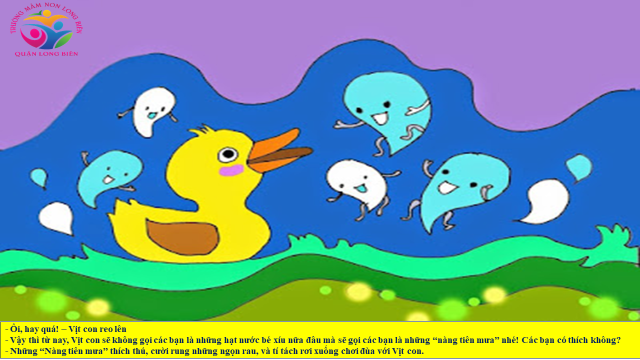 TRƯỜNG MẦM NON LONG BIÊN
QUẬN LONG BIÊN
- Ôi, hay quá! – Vịt con reo lên
- Vậy thì từ nay, Vịt con sẽ không gọi các bạn là những hạt nước bé xíu nữa đâu mà sẽ gọi các bạn là những “nàng tiên mưa” nhé! Các bạn có thích không?
- Những “Nàng tiên mưa” thích thú, cười rung những ngọn rau, và tí tách rơi xuống chơi đùa với Vịt con.